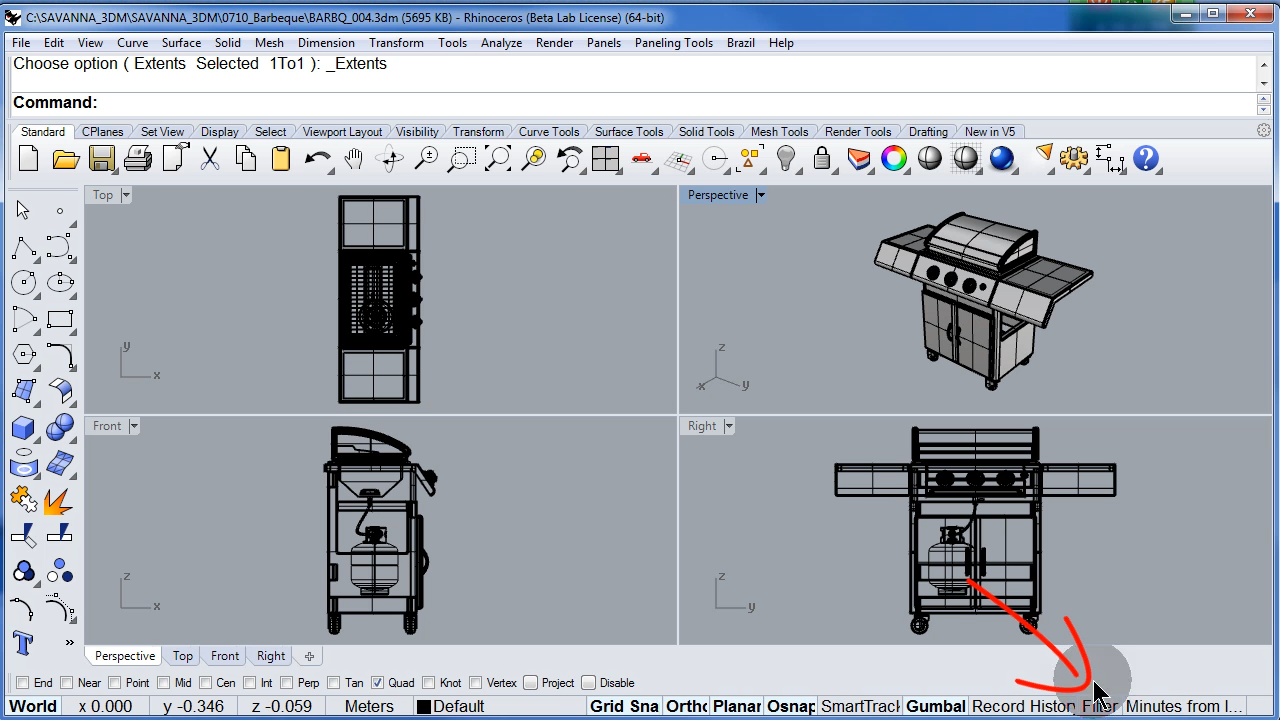 C:\SAVANNA_3DM\SAVANNA_3DM\0710_Barbeque\BARBQ_004.3dm (5695 KB) - Rhinoceros (Beta Lab License) (64-bit)
File Edit View Curve Surface Solid Mesh Dimension Transform Tools Analyze Render Panels Paneling Tools Brazil Help
Choose option ( Extents Selected 1To1 ): _Extents
Command:
Standard CPlanes Set View Display Select Viewport Layout Visibility Transform Curve Tools Surface Tools Solid Tools Mesh Tools Render Tools Drafting New in V5
Top
Perspective
y
x
z
x
y
Front
Right
z
x
z
y
Perspective Top Front Right
End Near Point Mid Cen Int Perp Tan Quad Knot Vertex Project Disable
World x 0.000 y -0.346 z -0.059 Meters Default Grid Sna Ortho Planar Osnap SmartTrack Gumbal Record History Filter Minutes from l...